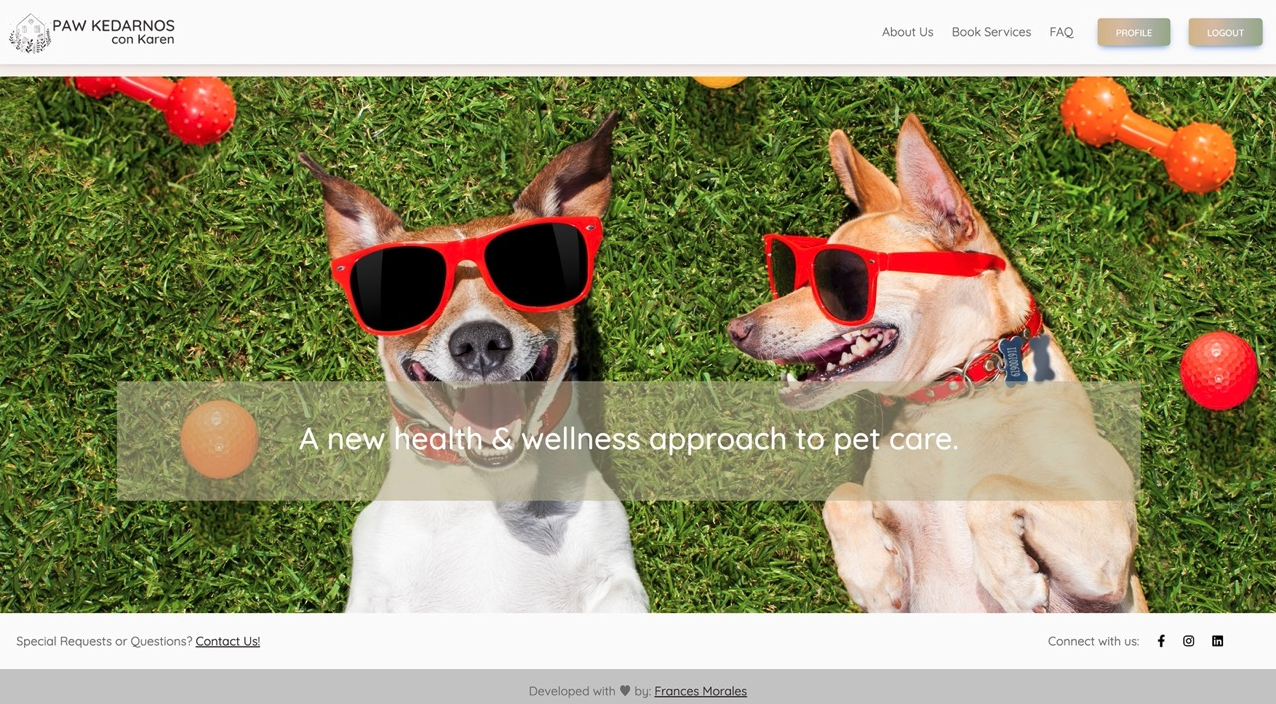 PAW KEDARNOS
con Karen
About Us
Book Services
FAQ
PROFILE
LOGOUT
A new health & wellness approach to pet care.
Special Requests or Questions? Contact Us!
Connect with us:
Developed with ♥ by: Frances Morales